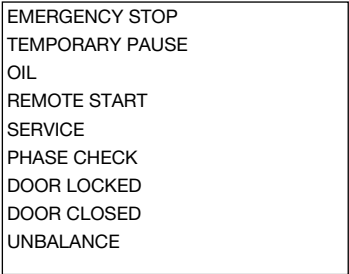 EMERGENCY STOP
TEMPORARY PAUSE
OIL
REMOTE START
SERVICE
PHASE CHECK
DOOR LOCKED
DOOR CLOSED
UNBALANCE